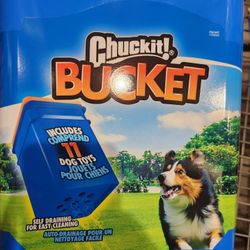 Chuckit!
BUCKET
INCLUDES
COMPREND
11
DOG TOYS
JOUETS
POUR CHIENS
SELF DRAINING
FOR EASY CLEANING
AUTO-DRAINAGE POUR UN
NETTOYAGE FACILE